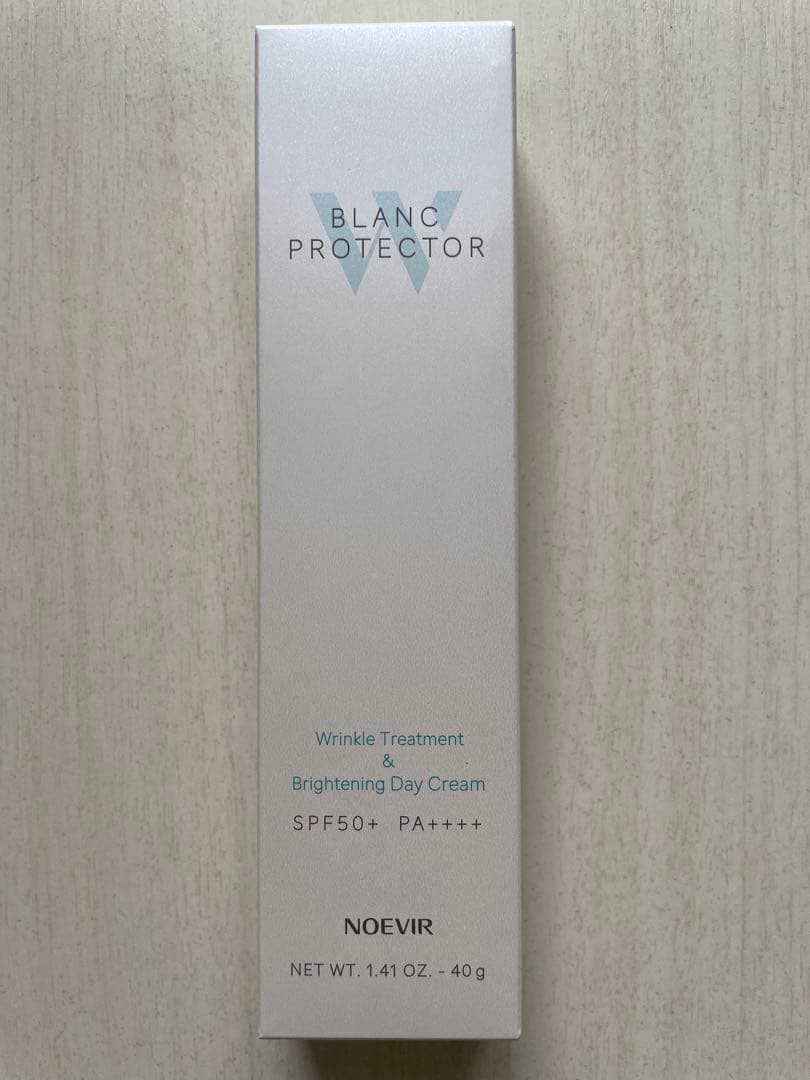 W
BLANC
PROTECTOR
Wrinkle Treatment
&
Brightening Day Cream
SPF50+ PA++++
NOEVIR
NET WT. 1.41 OZ. - 40 g